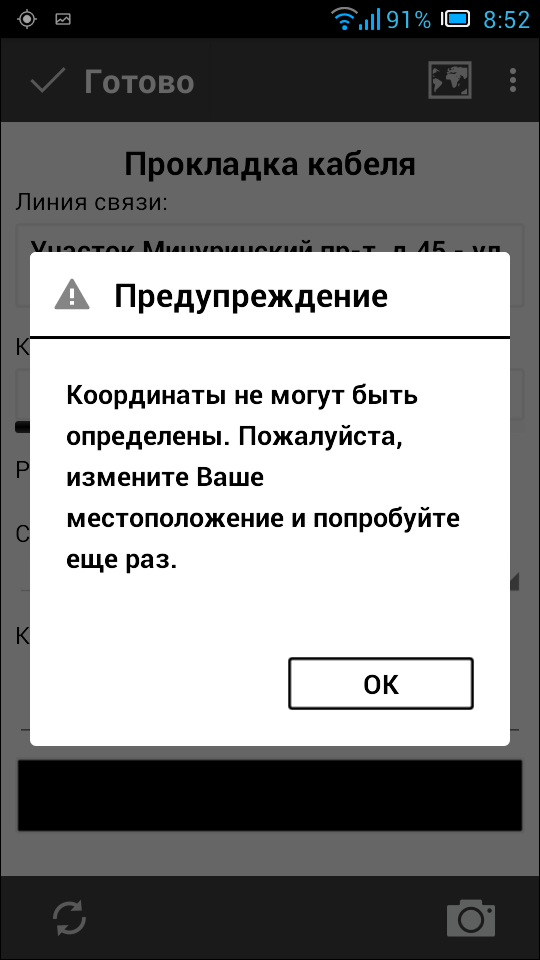 91% 8:52
Готово
Прокладка кабеля
Линия связи:
Участок Мичуринский пр-т, д.45 - ул
Предупреждение
К
Координаты не могут быть
определены. Пожалуйста,
Р
измените Ваше
местоположение и попробуйте
С
еще раз.
К
ОК